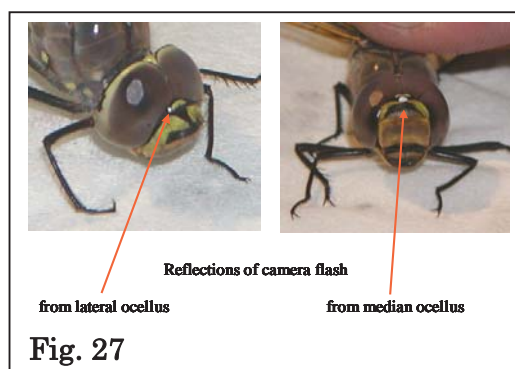 Reflections of camera flash
from lateral ocellus
from median ocellus
Fig. 27